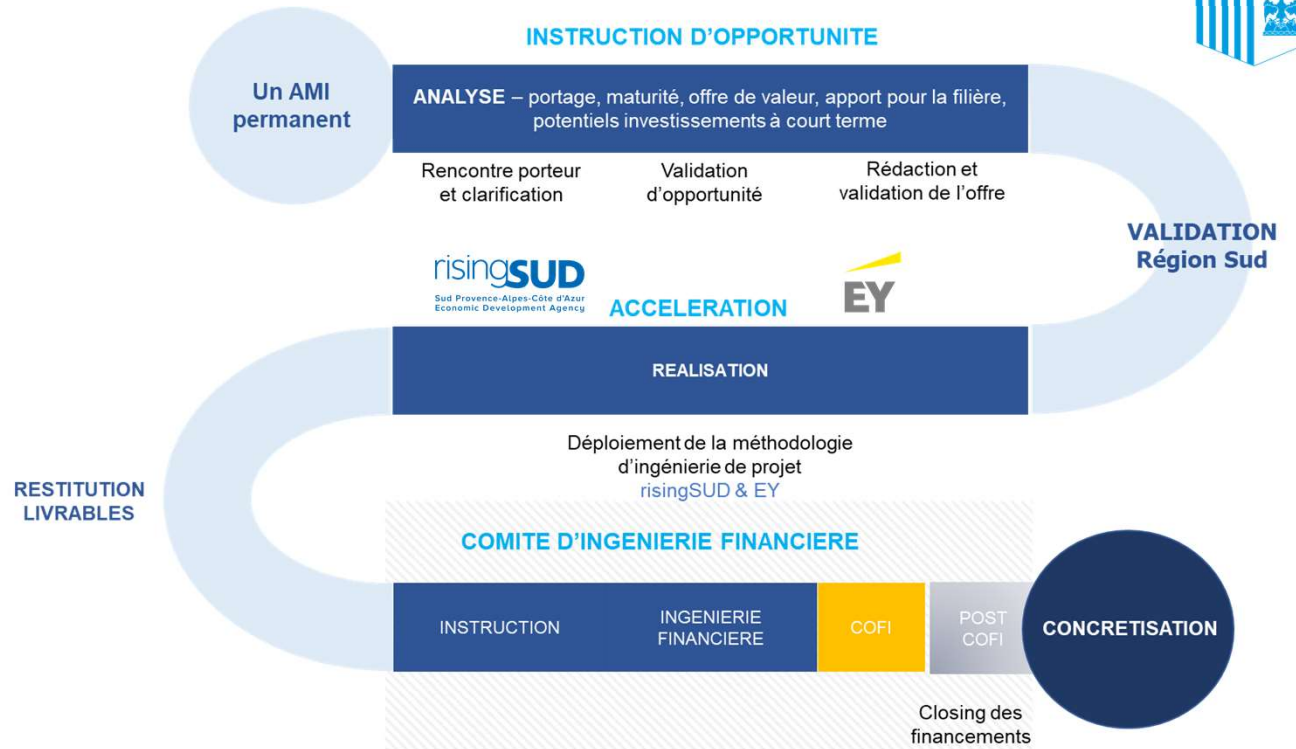 INSTRUCTION D'OPPORTUNITE
Un AMI
permanent
ANALYSE – portage, maturité, offre de valeur, apport pour la filière,
potentiels investissements à court terme
Rencontre porteur
et clarification
Validation
d'opportunité
Rédaction et
validation de l'offre
VALIDATION
Région Sud
risingSUD
Sud Provence-Alpes-Côte d'Azur
Economic Development Agency
ACCELERATION
EY
REALISATION
Déploiement de la méthodologie
d'ingénierie de projet
risingSUD & EY
RESTITUTION
LIVRABLES
COMITE D'INGENIERIE FINANCIERE
INSTRUCTION
INGENIERIE
FINANCIERE
COFI
POST
COFI
CONCRETISATION
Closing des
financements